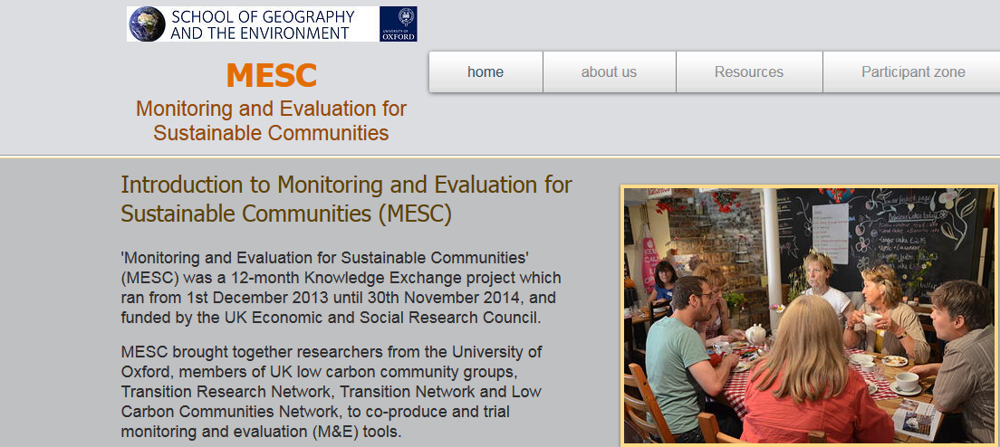 SCHOOL OF GEOGRAPHY
AND THE ENVIRONMENT
UNIVERSITY OF
OXFORD
MESC
Monitoring and Evaluation for
Sustainable Communities
home
about us
Resources
Participant zone
Introduction to Monitoring and Evaluation for
Sustainable Communities (MESC)
'Monitoring and Evaluation for Sustainable Communities'
(MESC) was a 12-month Knowledge Exchange project which
ran from 1st December 2013 until 30th November 2014, and
funded by the UK Economic and Social Research Council.
MESC brought together researchers from the University of
Oxford, members of UK low carbon community groups,
Transition Research Network, Transition Network and Low
Carbon Communities Network, to co-produce and trial
monitoring and evaluation (M&E) tools.